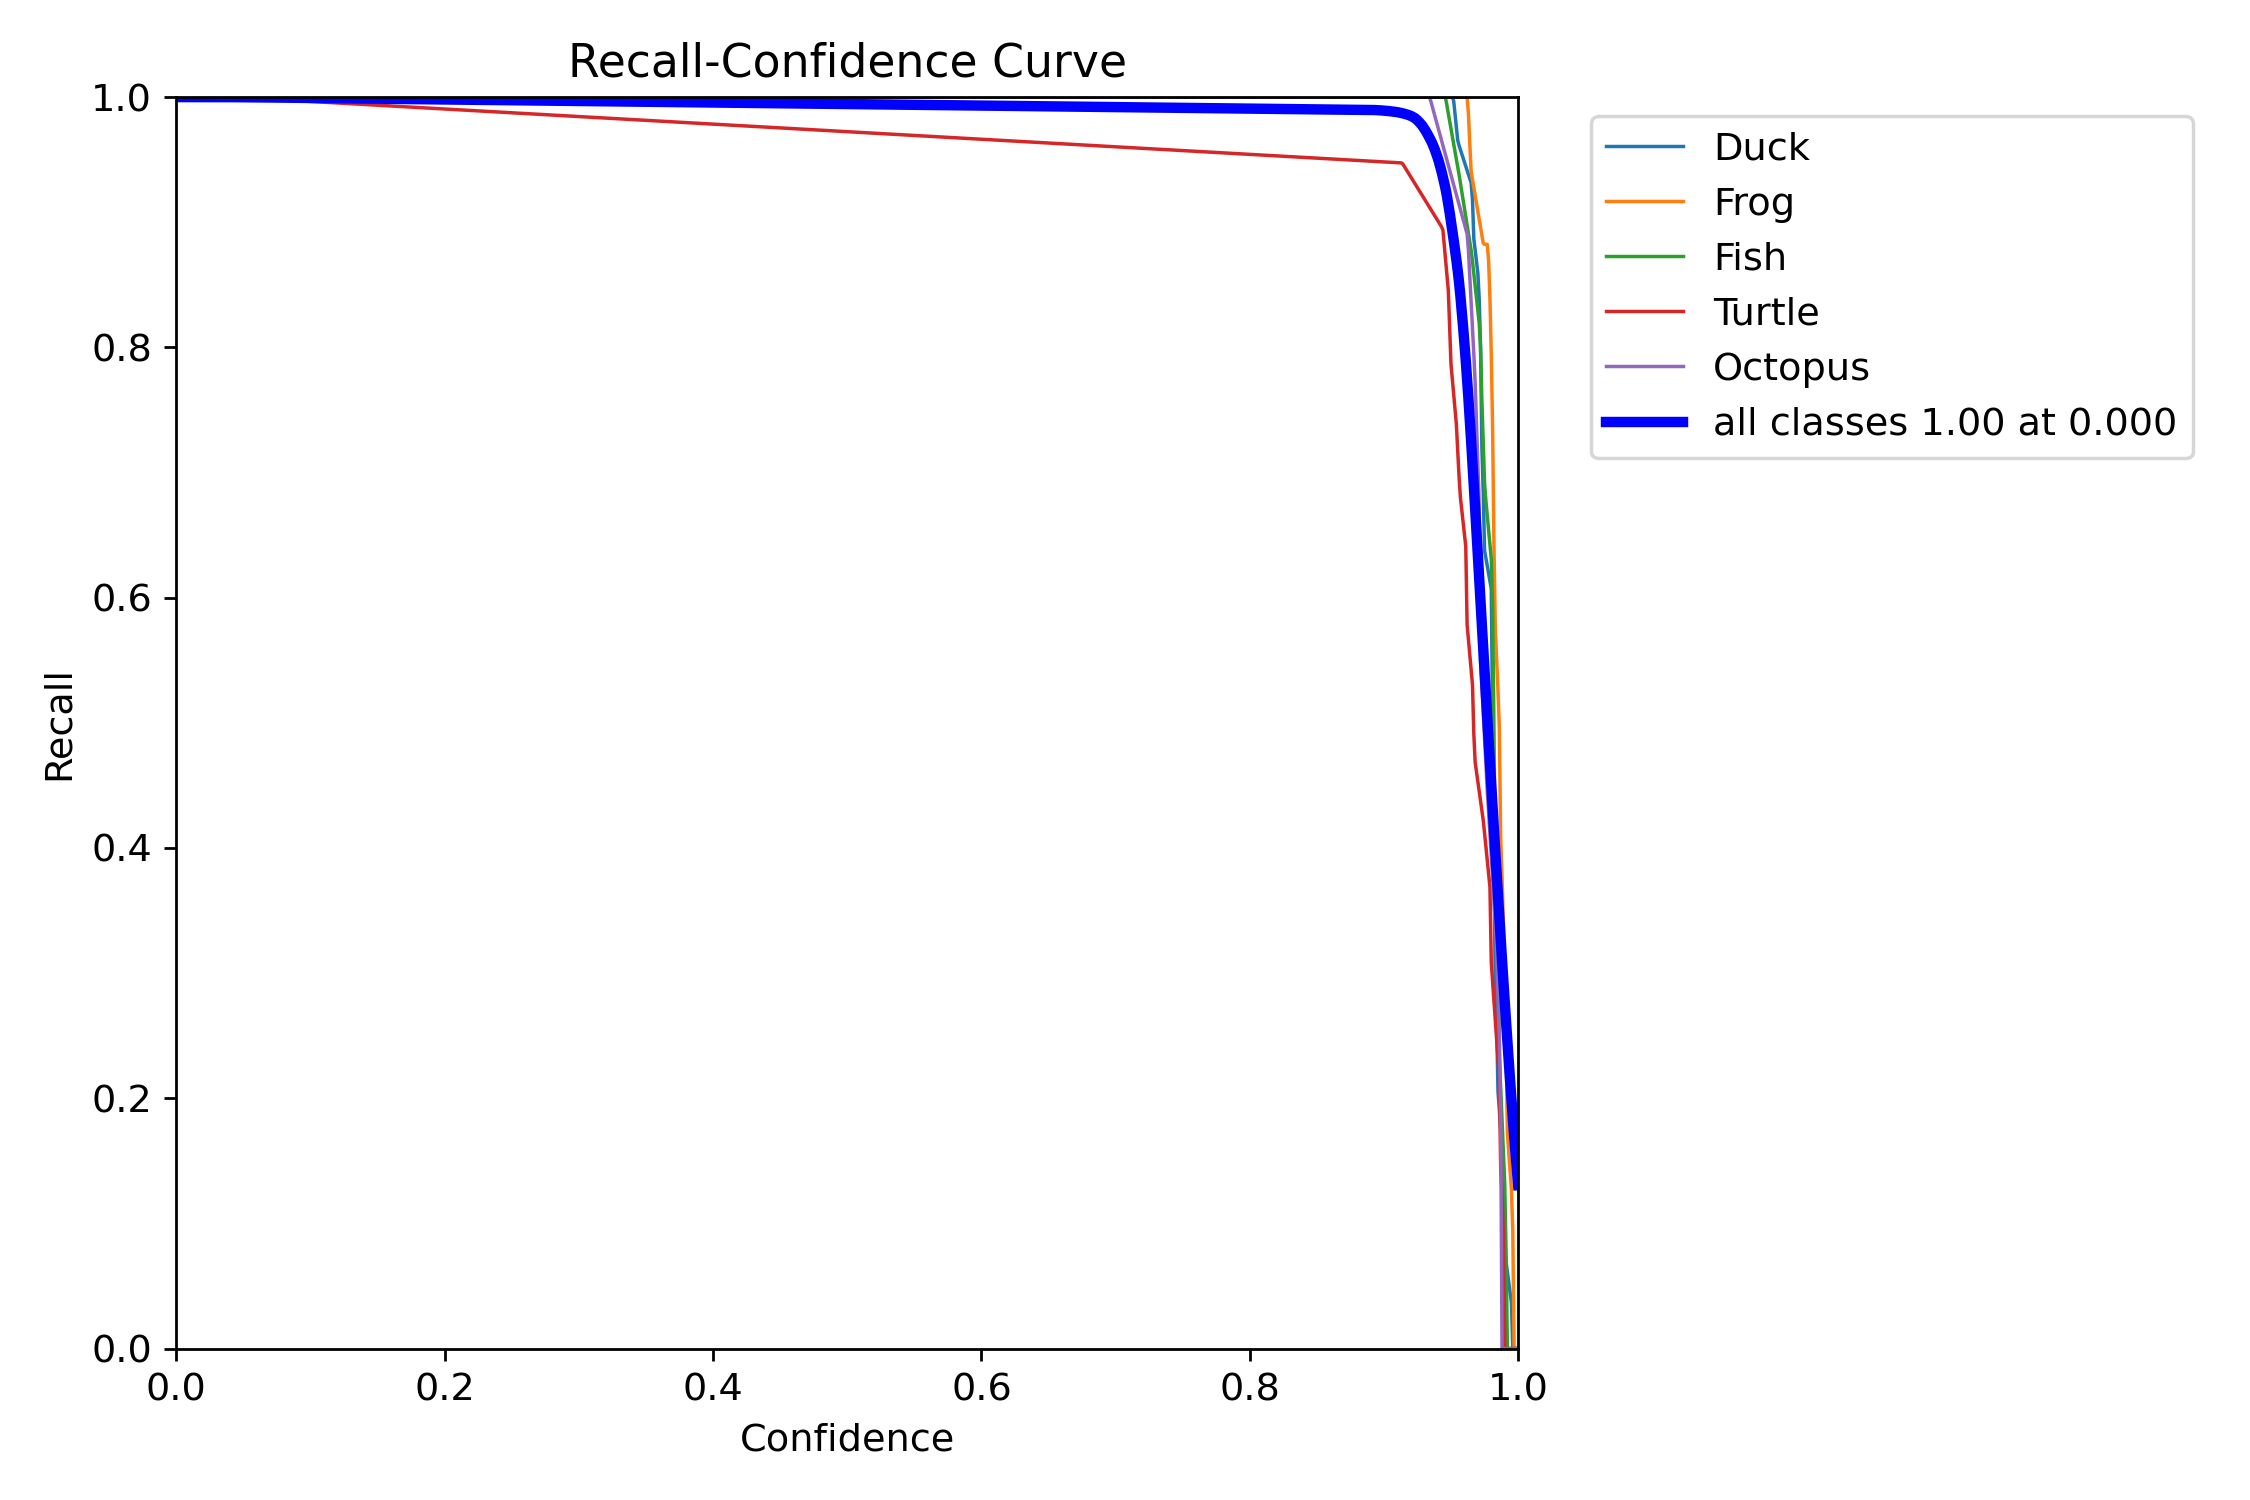 Recall-Confidence Curve
1.0
0.8
0.6
0.4
0.2
0.0
Recall
0.0 0.2 0.4 0.6 0.8 1.0
Confidence
Duck
Frog
Fish
Turtle
Octopus
all classes 1.00 at 0.000